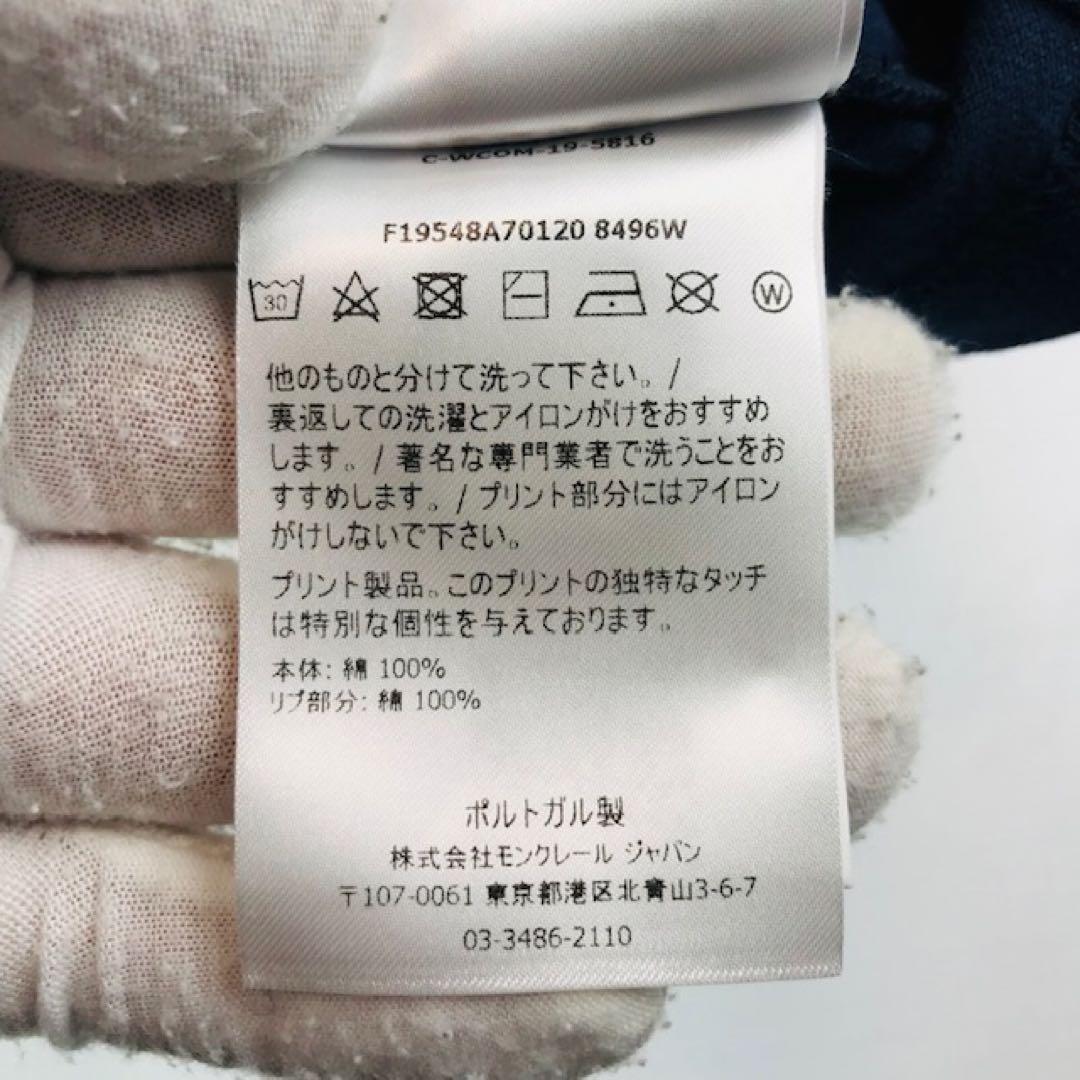 C-WCOM-19-5816
F19548A70120 8496W
30
W
他のものと分けて洗って下さい。/
裏返しての洗濯とアイロンがけをおすすめ
します。/著名な専門業者で洗うことをお
すすめします。/プリント部分にはアイロン
がけしないで下さい。
プリント製品。このプリントの独特なタッチ
は特別な個性を与えております。
本体: 綿 100%
リブ部分: 綿 100%
ポルトガル製
株式会社モンクレール ジャパン
〒107-0061 東京都港区北青山3-6-7
03-3486-2110